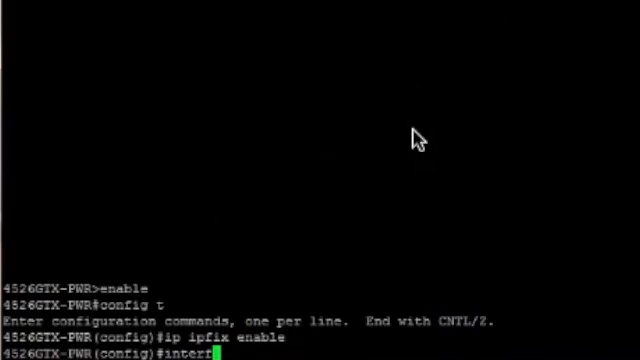 4526GTX-PWR>enable
4526GTX-PWR#config t
Enter configuration commands, one per line.  End with CNTL/Z.
4526GTX-PWR(config)#ip ipfix enable
4526GTX-PWR(config)#interf